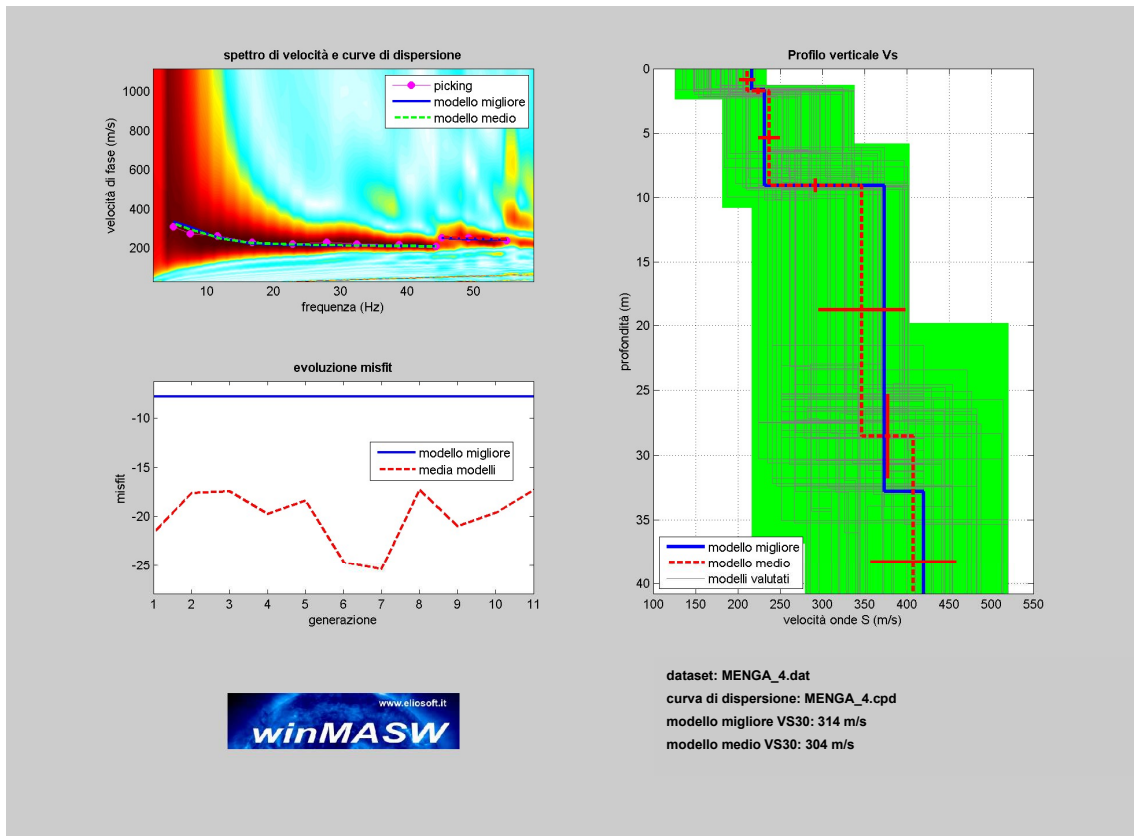 spettro di velocità e curve di dispersione
picking
modello migliore
modello medio
1000
800
600
400
200
velocità di fase (m/s)
10 20 30 40 50
frequenza (Hz)
evoluzione misfit
modello migliore
media modelli
-10
-15
-20
-25
misfit
1 2 3 4 5 6 7 8 9 10 11
generazione
www.eliosoft.it
winMASW
Profilo verticale Vs
0
5
10
15
20
25
30
35
40
profondità (m)
modello migliore
modello medio
modelli valutati
100 150 200 250 300 350 400 450 500 550
velocità onde S (m/s)
dataset: MENGA_4.dat
curva di dispersione: MENGA_4.cpd
modello migliore VS30: 314 m/s
modello medio VS30: 304 m/s